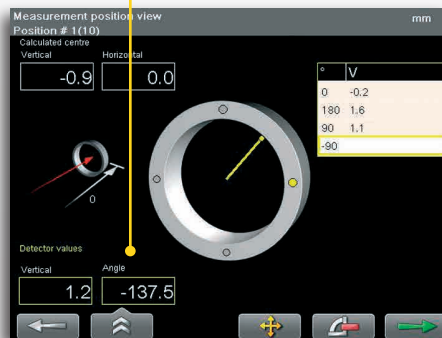 Measurement position view mm
Position # 1(10)
Calculated centre
Vertical Horizontal
-0.9 0.0
° V
0 -0.2
180 1.6
90 1.1
-90
0
Detector values
Vertical Angle
1.2 -137.5